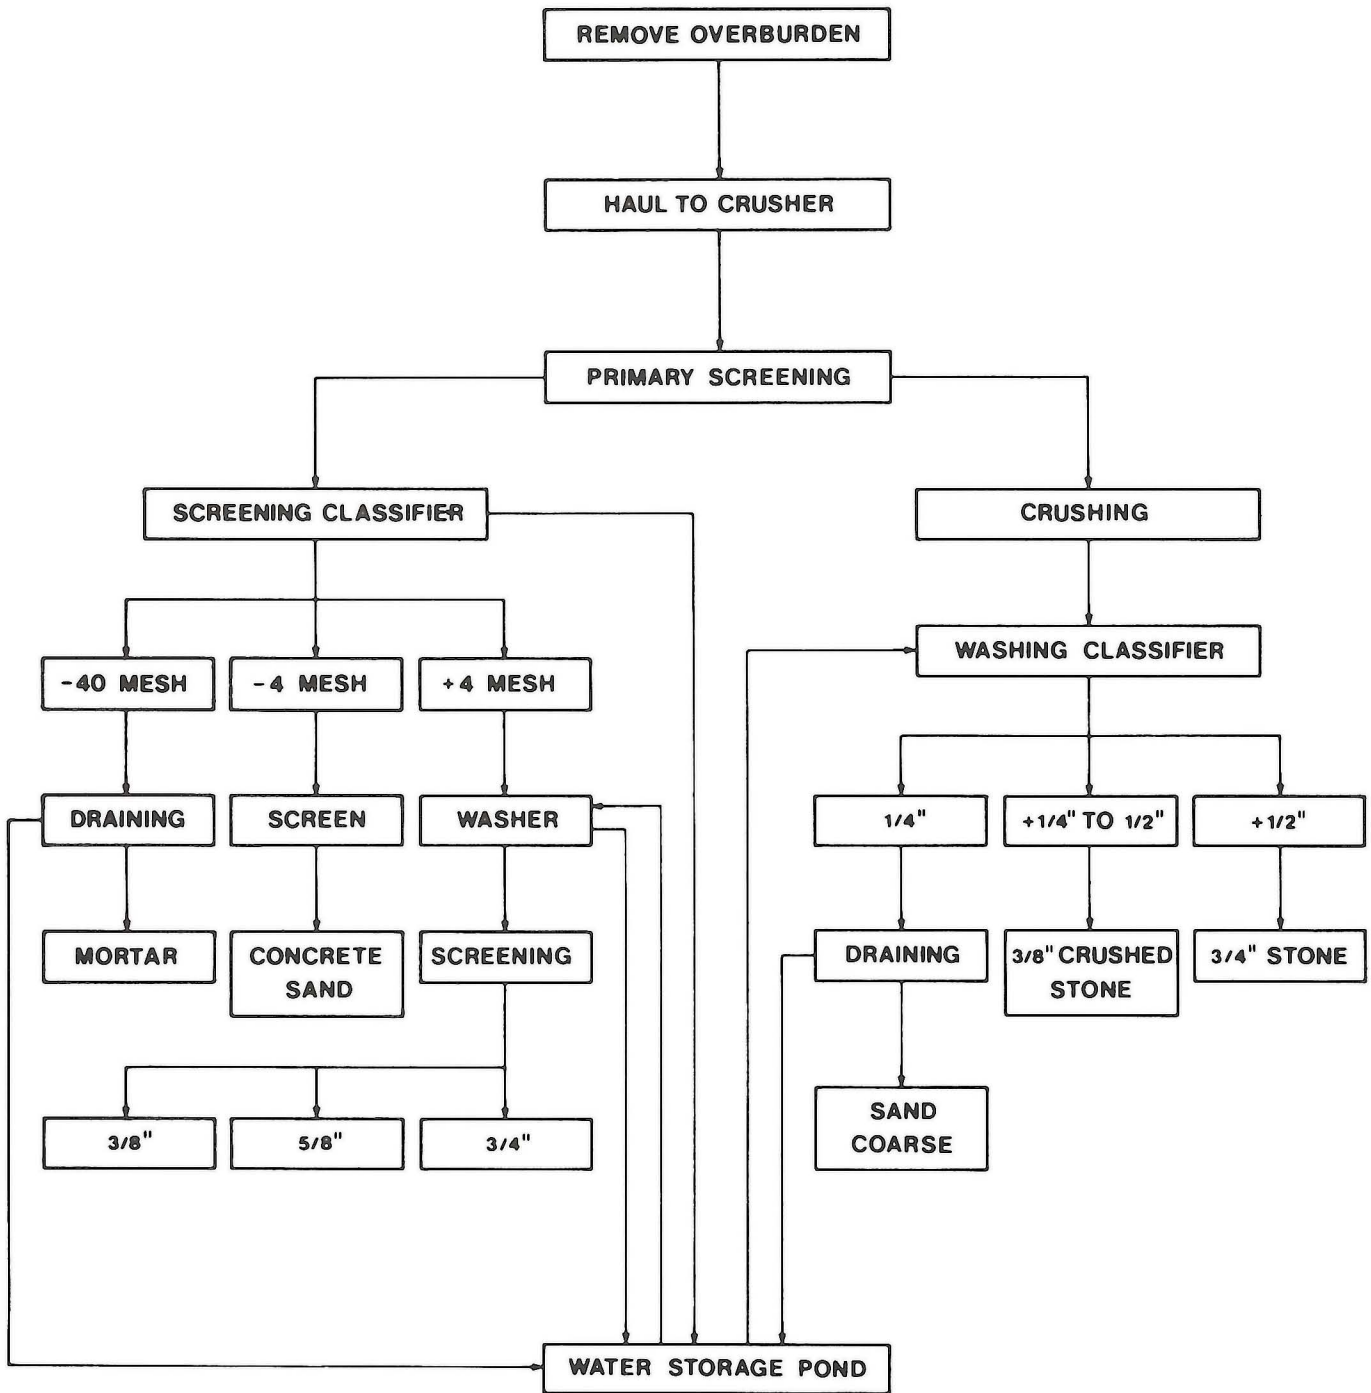 REMOVE OVERBURDEN
HAUL TO CRUSHER
PRIMARY SCREENING
SCREENING CLASSIFIER
CRUSHING
WASHING CLASSIFIER
-40 MESH
-4 MESH
+4 MESH
DRAINING
SCREEN
WASHER
1/4"
+1/4" TO 1/2"
+1/2"
MORTAR
CONCRETE
SAND
SCREENING
DRAINING
3/8" CRUSHED
STONE
3/4" STONE
3/8"
5/8"
3/4"
SAND
COARSE
WATER STORAGE POND